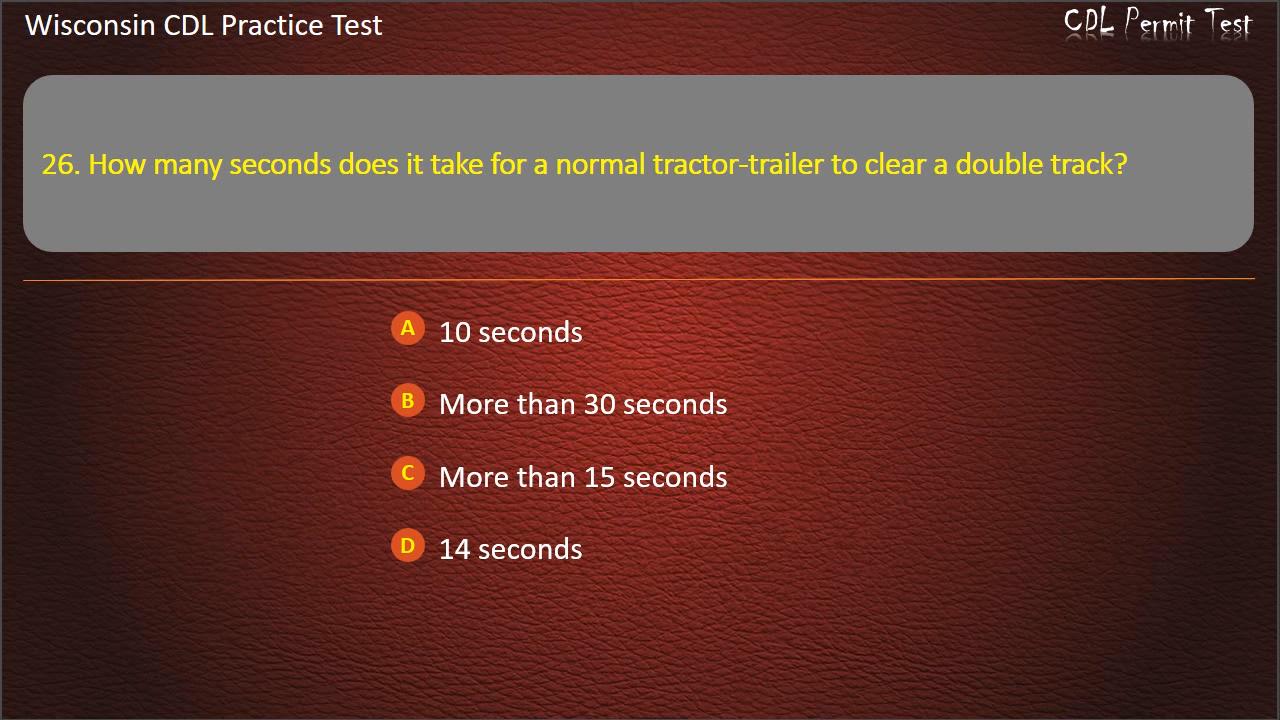 Wisconsin CDL Practice Test
CDL Permit Test
26. How many seconds does it take for a normal tractor-trailer to clear a double track?
A 10 seconds
B More than 30 seconds
C More than 15 seconds
D 14 seconds